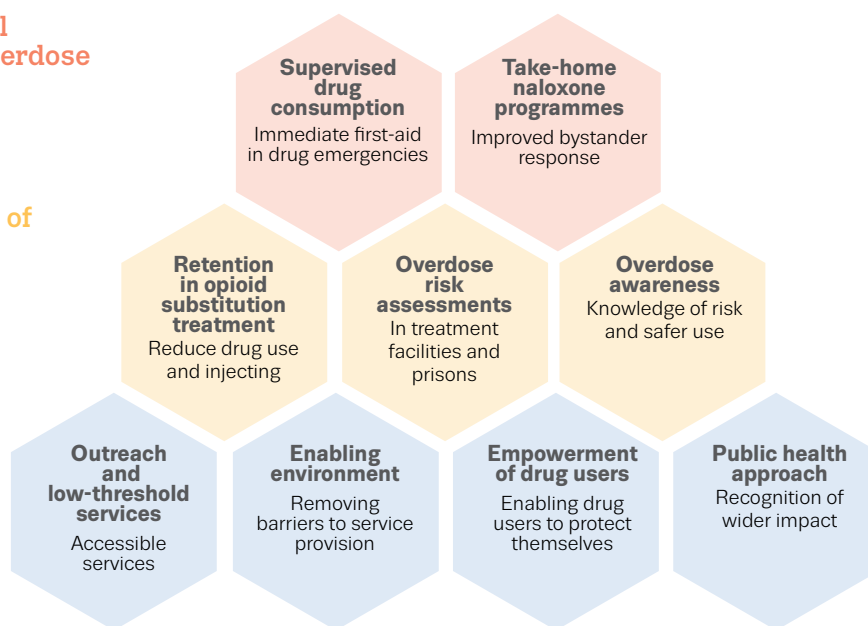 l
erdose
Supervised
drug
consumption
Immediate first-aid
in drug emergencies
Take-home
naloxone
programmes
Improved bystander
response
of
Retention
in opioid
substitution
treatment
Reduce drug use
and injecting
Overdose
risk
assessments
In treatment
facilities and
prisons
Overdose
awareness
Knowledge of risk
and safer use
Outreach
and
low-threshold
services
Accessible
services
Enabling
environment
Removing
barriers to service
provision
Empowerment
of drug users
Enabling drug
users to protect
themselves
Public health
approach
Recognition of
wider impact